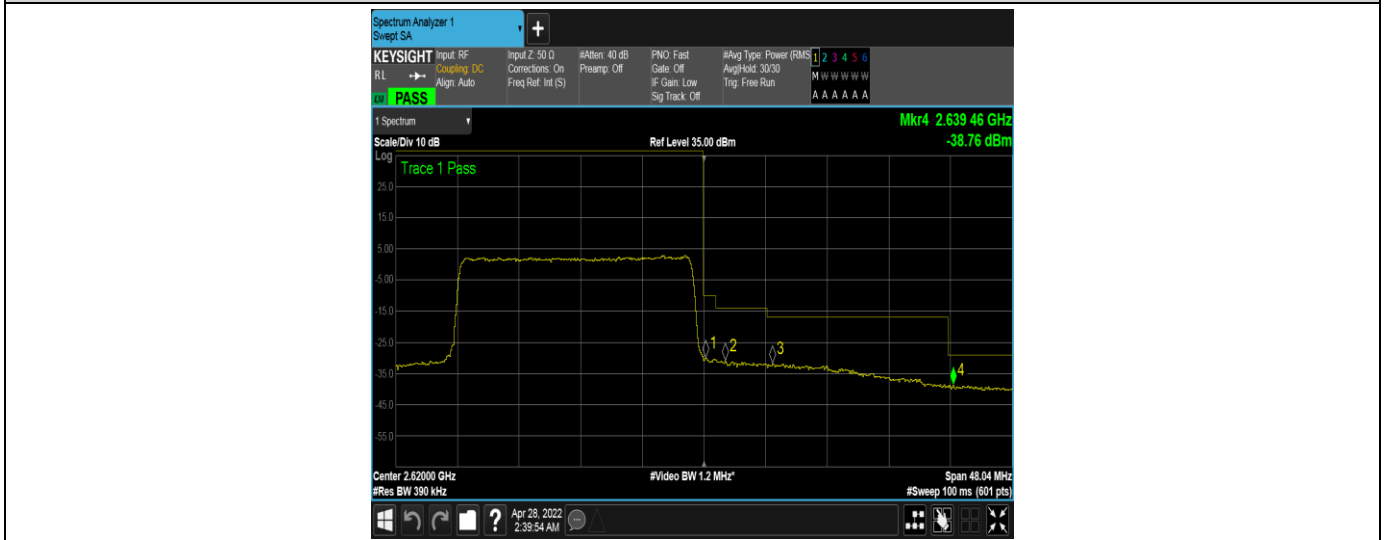 Spectrum Analyzer 1
Swept SA
+
KEYSIGHT
Input: RF
Coupling: DC
Align: Auto
Input Z: 50 Ω
Corrections: On
Freq Ref: Int (S)
#Atten: 40 dB
Preamp: Off
PNO: Fast
Gate: Off
IF Gain: Low
Sig Track: Off
#Avg Type: Power (RMS
Avg|Hold: 30/30
Trig: Free Run
1 2 3 4 5 6
M W W W W W
A A A A A A
RL
PASS
1 Spectrum
Mkr4 2.639 46 GHz
-38.76 dBm
Scale/Div 10 dB
Ref Level 35.00 dBm
Log
Trace 1 Pass
25.0
15.0
5.00
-5.00
-15.0
-25.0
-35.0
-45.0
-55.0
1
2
3
4
Center 2.62000 GHz
#Video BW 1.2 MHz*
Span 48.04 MHz
#Res BW 390 kHz
#Sweep 100 ms (601 pts)
?
Apr 28, 2022
2:39:54 AM